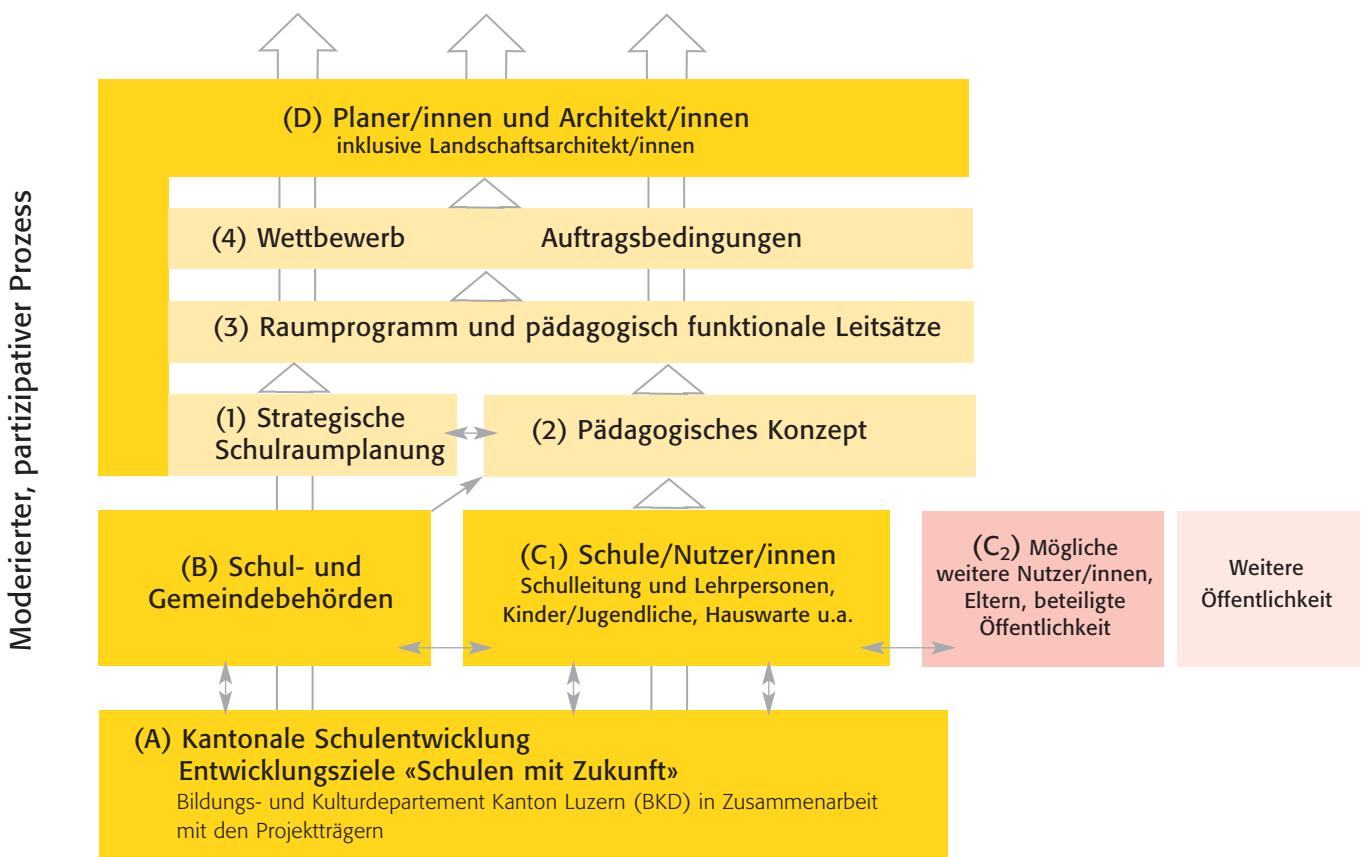 Moderierter, partizipativer Prozess
(D) Planer/innen und Architekt/innen
inklusive Landschaftsarchitekt/innen
(4) Wettbewerb Auftragsbedingungen
(3) Raumprogramm und pädagogisch funktionale Leitsätze
(1) Strategische
Schulraumplanung
(2) Pädagogisches Konzept
(B) Schul- und
Gemeindebehörden
(C₁) Schule/Nutzer/innen
Schulleitung und Lehrpersonen,
Kinder/Jugendliche, Hauswarte u.a.
(C₂) Mögliche
weitere Nutzer/innen,
Eltern, beteiligte
Öffentlichkeit
Weitere
Öffentlichkeit
(A) Kantonale Schulentwicklung
Entwicklungsziele «Schulen mit Zukunft»
Bildungs- und Kulturdepartement Kanton Luzern (BKD) in Zusammenarbeit
mit den Projektträgern